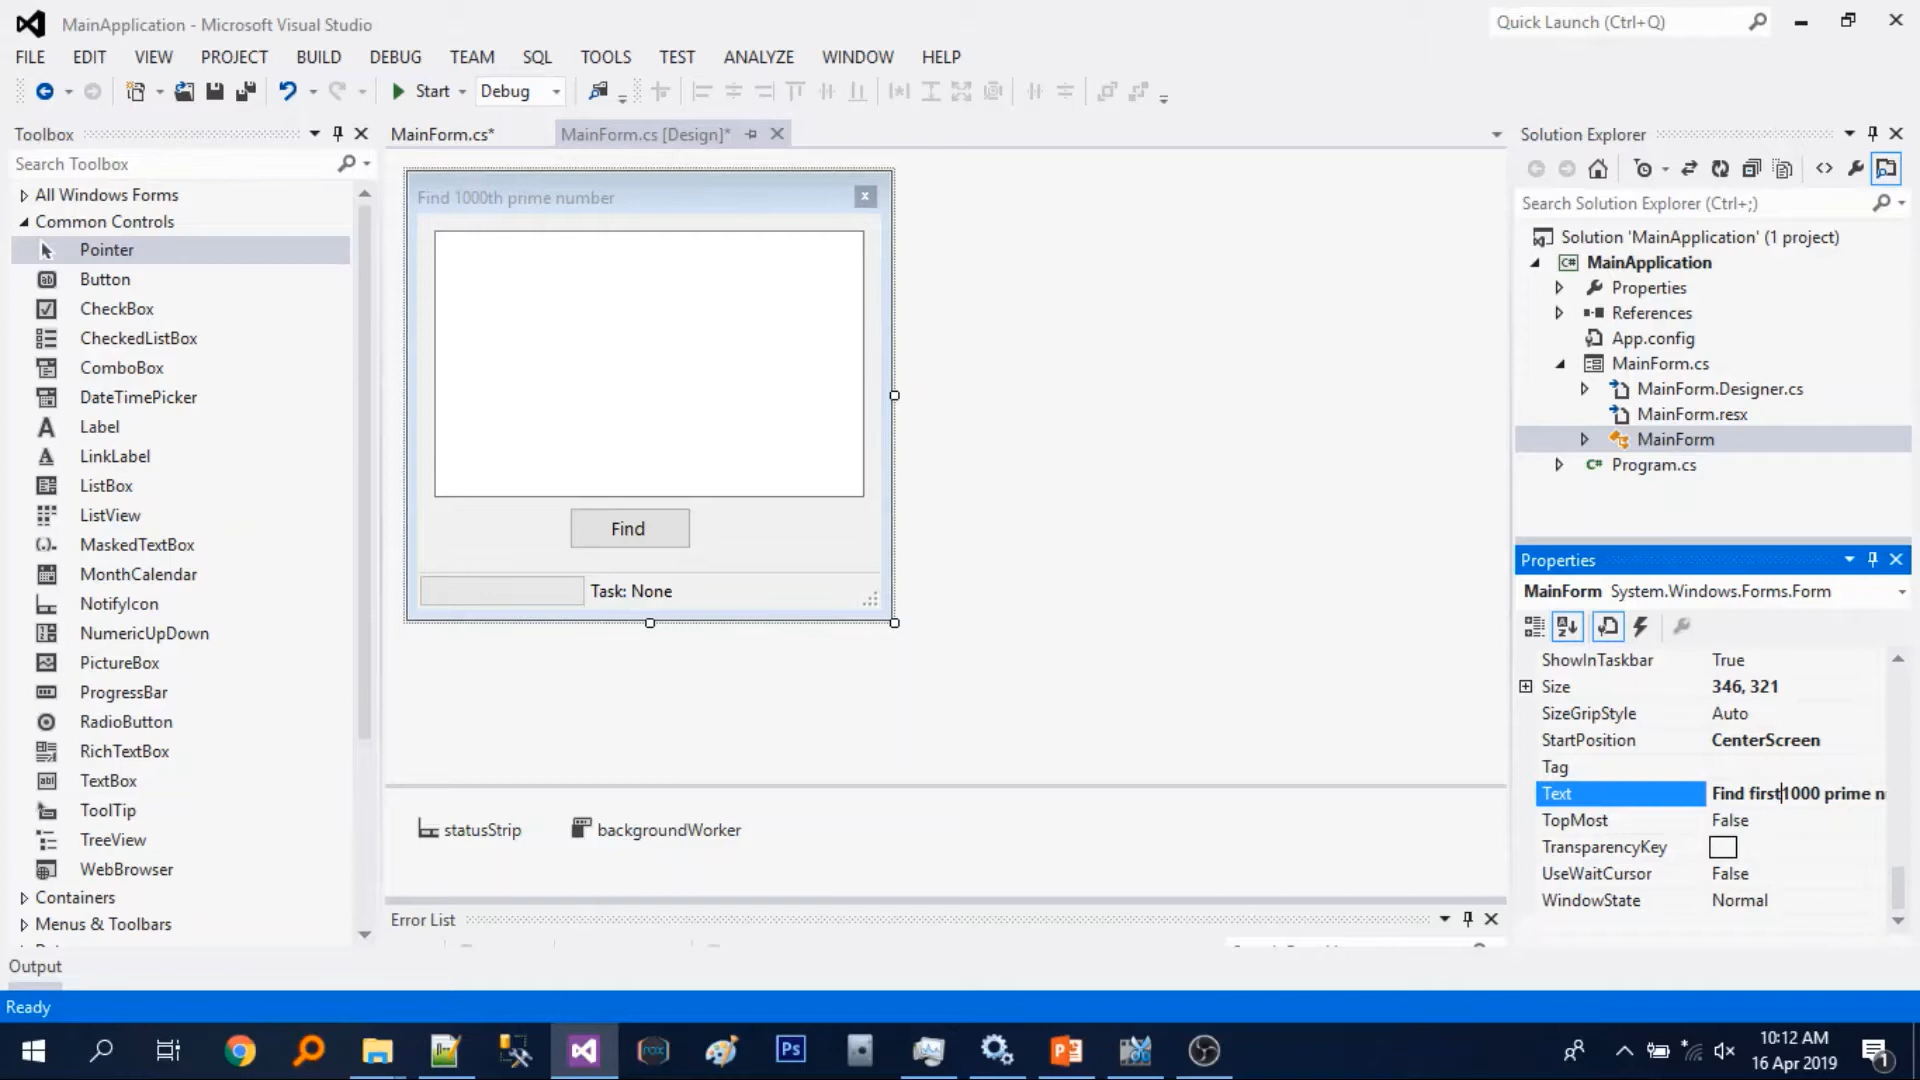 MainApplication - Microsoft Visual Studio
Quick Launch (Ctrl+Q)
FILE EDIT VIEW PROJECT BUILD DEBUG TEAM SQL TOOLS TEST ANALYZE WINDOW HELP
Start Debug
Toolbox
Search Toolbox
All Windows Forms
Common Controls
Pointer
Button
CheckBox
CheckedListBox
ComboBox
DateTimePicker
Label
LinkLabel
ListBox
ListView
MaskedTextBox
MonthCalendar
NotifyIcon
NumericUpDown
PictureBox
ProgressBar
RadioButton
RichTextBox
TextBox
ToolTip
TreeView
WebBrowser
Containers
Menus & Toolbars
MainForm.cs* MainForm.cs [Design]*
Find 1000th prime number
Find
Task: None
statusStrip backgroundWorker
Error List
Solution Explorer
Search Solution Explorer (Ctrl+;)
Solution 'MainApplication' (1 project)
MainApplication
Properties
References
App.config
MainForm.cs
MainForm.Designer.cs
MainForm.resx
MainForm
Program.cs
Properties
MainForm System.Windows.Forms.Form
ShowInTaskbar True
Size 346, 321
SizeGripStyle Auto
StartPosition CenterScreen
Tag
Text Find first1000 prime n
TopMost False
TransparencyKey
UseWaitCursor False
WindowState Normal
Output
Ready
Ps
10:12 AM
16 Apr 2019
1